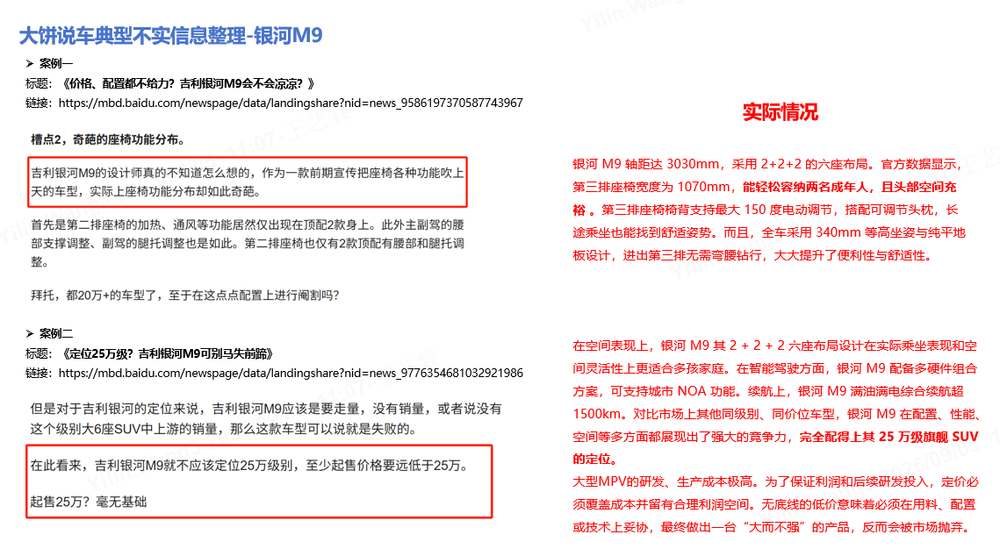 大饼说车典型不实信息整理-银河M9
➢ 案例一
标题：《价格、配置都不给力？吉利银河M9会不会凉凉？》
链接：https://mbd.baidu.com/newspage/data/landingshare?nid=news_9586197370587743967
槽点2，奇葩的座椅功能分布。
吉利银河M9的设计师真的不知道怎么想的，作为一款前期宣传把座椅各种功能吹上
天的车型，实际上座椅功能分布却如此奇葩。
首先是第二排座椅的加热、通风等功能居然仅出现在顶配2款身上。此外主副驾的腰
部支撑调整、副驾的腿托调整也是如此。第二排座椅也仅有2款顶配有腰部和腿托调
整。
拜托，都20万+的车型了，至于在这点点配置上进行阉割吗？
➢ 案例二
标题：《定位25万级？吉利银河M9可别马失前蹄》
链接：https://mbd.baidu.com/newspage/data/landingshare?nid=news_9776354681032921986
但是对于吉利银河的定位来说，吉利银河M9应该是要走量，没有销量，或者说没有
这个级别大6座SUV中上游的销量，那么这款车型可以说就是失败的。
在此看来，吉利银河M9就不应该定位25万级别，至少起售价格要远低于25万。
起售25万？毫无基础
实际情况
银河 M9 轴距达 3030mm，采用 2+2+2 的六座布局。官方数据显示，
第三排座椅宽度为 1070mm，能轻松容纳两名成年人，且头部空间充
裕 。第三排座椅椅背支持最大 150 度电动调节，搭配可调节头枕，长
途乘坐也能找到舒适姿势。而且，全车采用 340mm 等高坐姿与纯平地
板设计，进出第三排无需弯腰钻行，大大提升了便利性与舒适性。
在空间表现上，银河 M9 其 2 + 2 + 2 六座布局设计在实际乘坐表现和空
间灵活性上更适合多孩家庭。在智能驾驶方面，银河 M9 配备多硬件组合
方案，可支持城市 NOA 功能。续航上，银河 M9 满油满电综合续航超
1500km。对比市场上其他同级别、同价位车型，银河 M9 在配置、性能、
空间等多方面都展现出了强大的竞争力，完全配得上其 25 万级旗舰 SUV
的定位。
大型MPV的研发、生产成本极高。为了保证利润和后续研发投入，定价必
须覆盖成本并留有合理利润空间。无底线的低价意味着必须在用料、配置
或技术上妥协，最终做出一台“大而不强”的产品，反而会被市场抛弃。